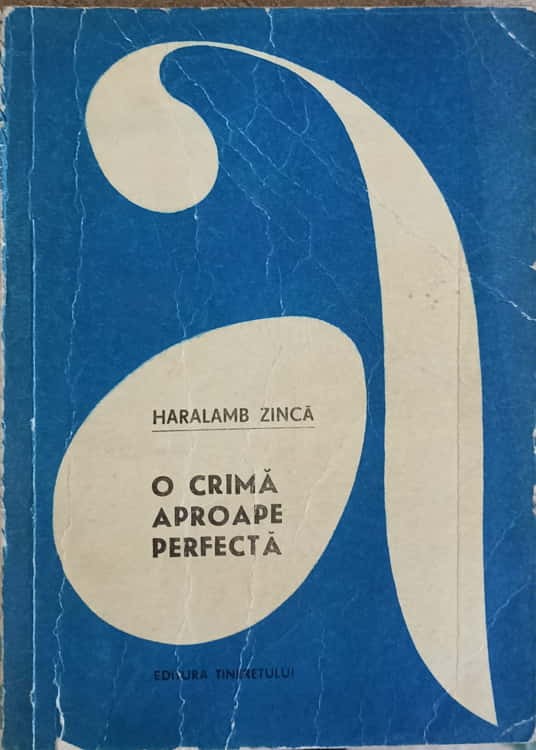 a
HARALAMB ZINCĂ
O CRIMĂ
APROAPE
PERFECTĂ
EDITURA TINERETULUI